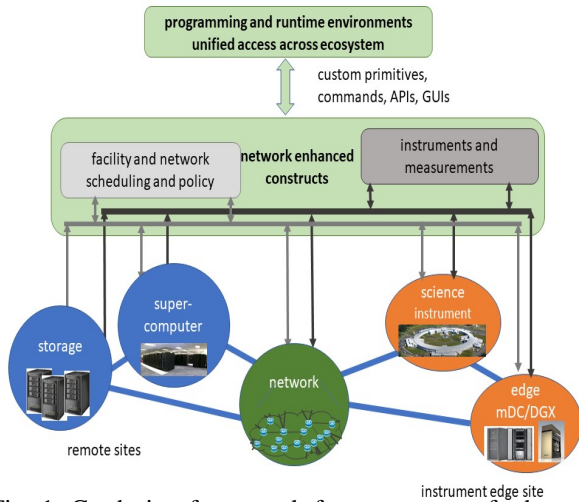 programming and runtime environments
unified access across ecosystem
custom primitives,
commands, APIs, GUIs
facility and network
scheduling and policy
network enhanced
constructs
instruments and
measurements
super-
computer
science
instrument
storage
network
edge
mDC/DGX
remote sites
instrument edge site